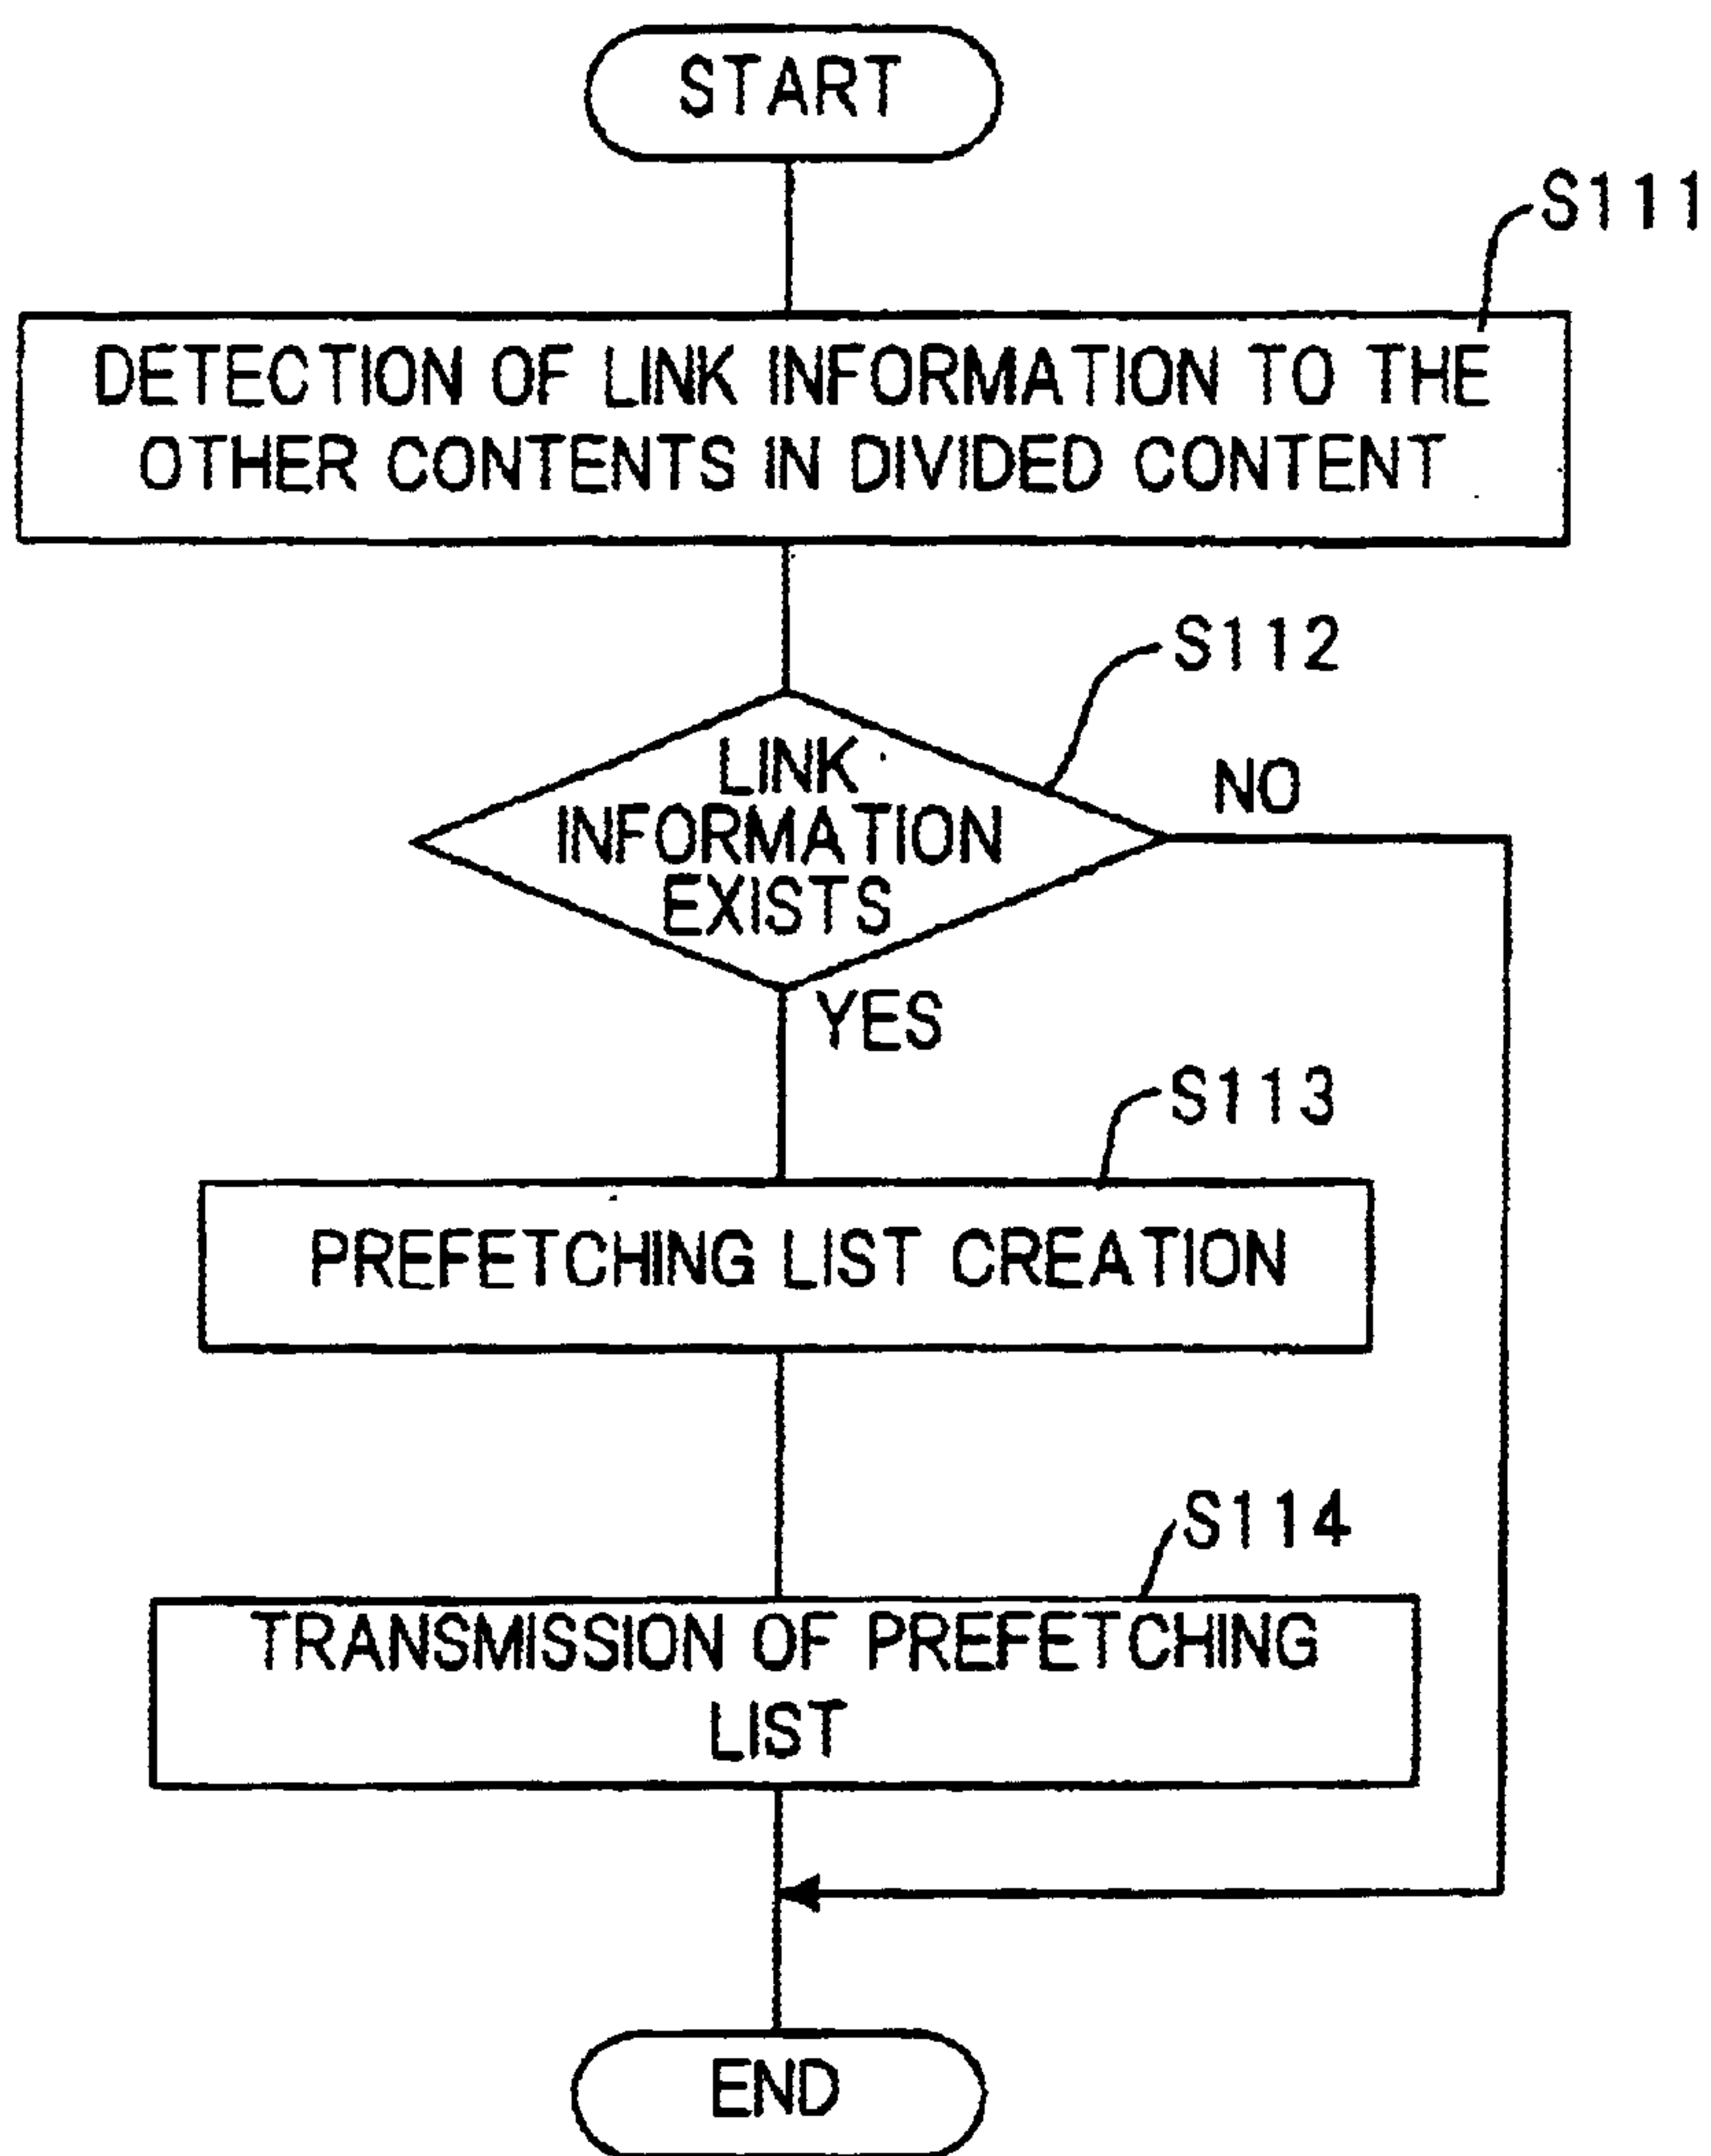 START
S111
DETECTION OF LINK INFORMATION TO THE
OTHER CONTENTS IN DIVIDED CONTENT
S112
LINK
INFORMATION
EXISTS
NO
YES
S113
PREFETCHING LIST CREATION
S114
TRANSMISSION OF PREFETCHING
LIST
END